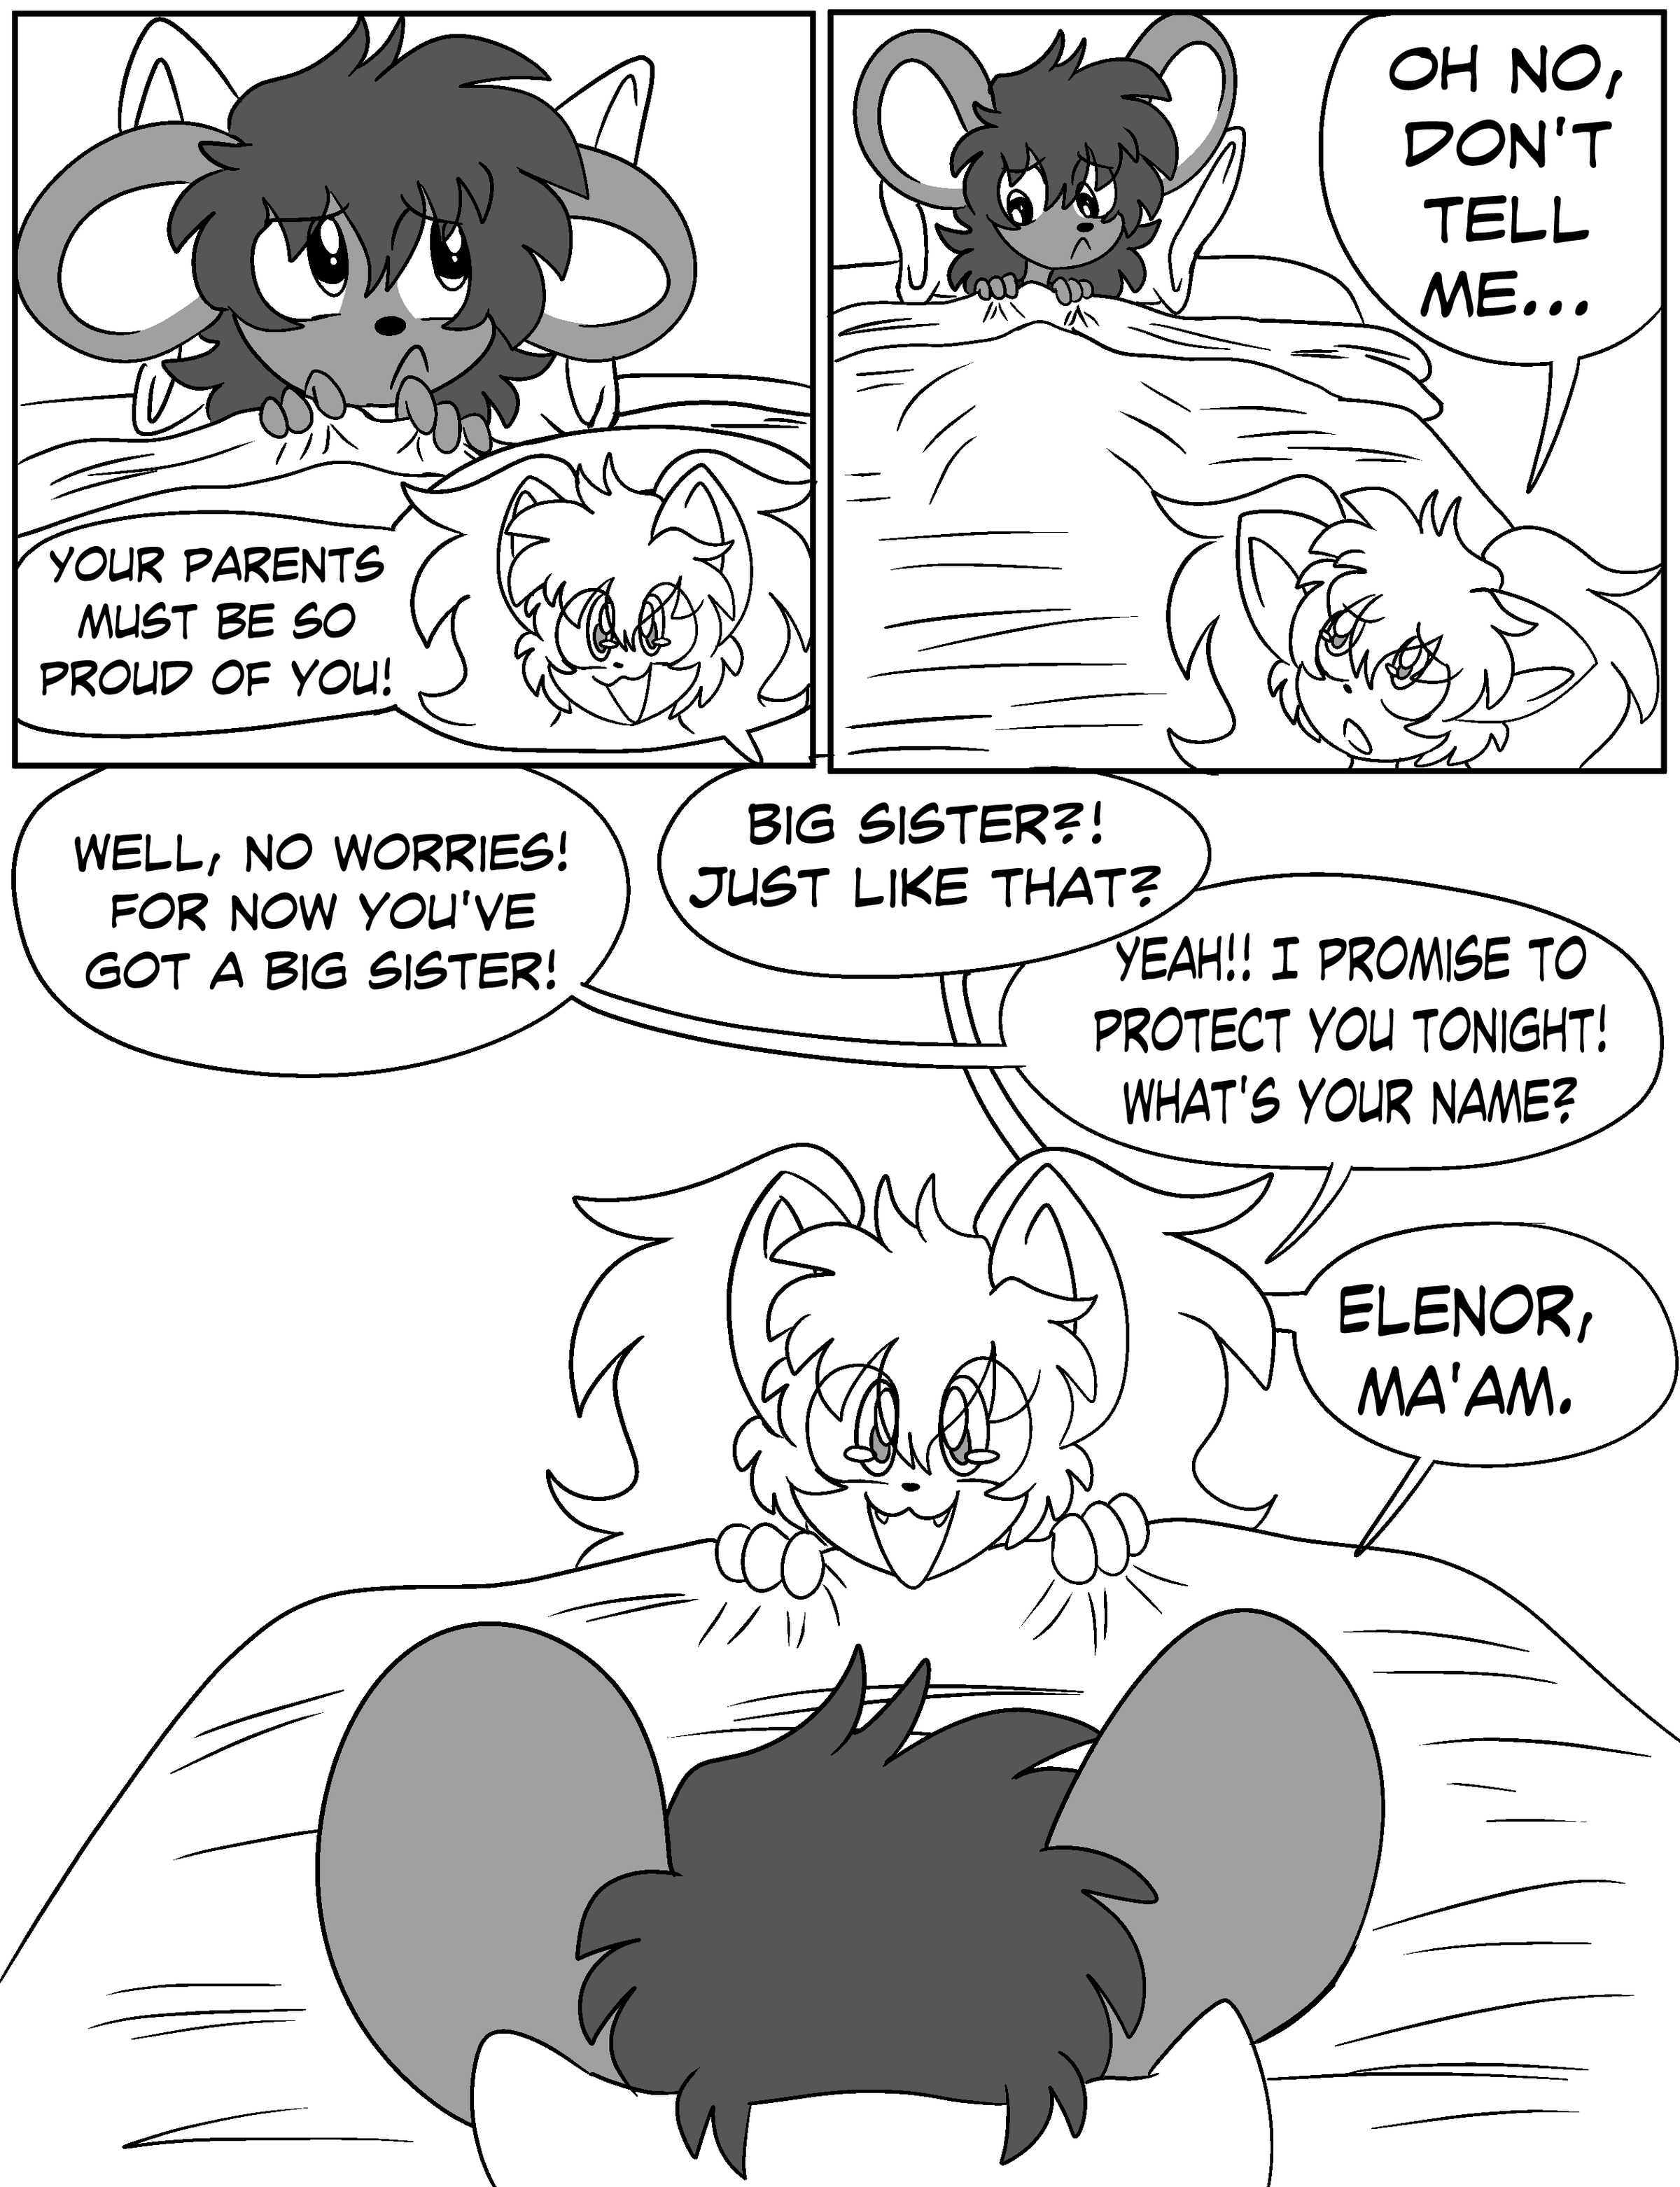 YOUR PARENTS
MUST BE SO
PROUD OF YOU!
OH NO,
DON'T
TELL
ME...
WELL, NO WORRIES!
FOR NOW YOU'VE
GOT A BIG SISTER!
BIG SISTER?!
JUST LIKE THAT?
YEAH!! I PROMISE TO
PROTECT YOU TONIGHT!
WHAT'S YOUR NAME?
ELENOR,
MA'AM.